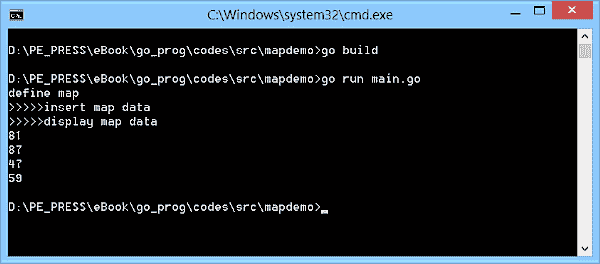 C:\Windows\system32\cmd.exe
D:\PE_PRESS\eBook\go_prog\codes\src\mapdemo>go build
D:\PE_PRESS\eBook\go_prog\codes\src\mapdemo>go run main.go
define map
>>>>>insert map data
>>>>>display map data
81
87
47
59
D:\PE_PRESS\eBook\go_prog\codes\src\mapdemo>_